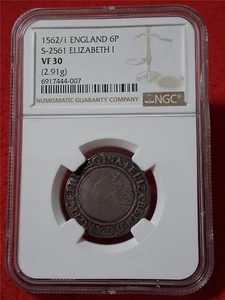 1562/1 ENGLAND 6P
S-2561 ELIZABETH I
VF 30
(2.91g)
6917444-007
NUMISMATIC GUARANTY COMPANY
NGC